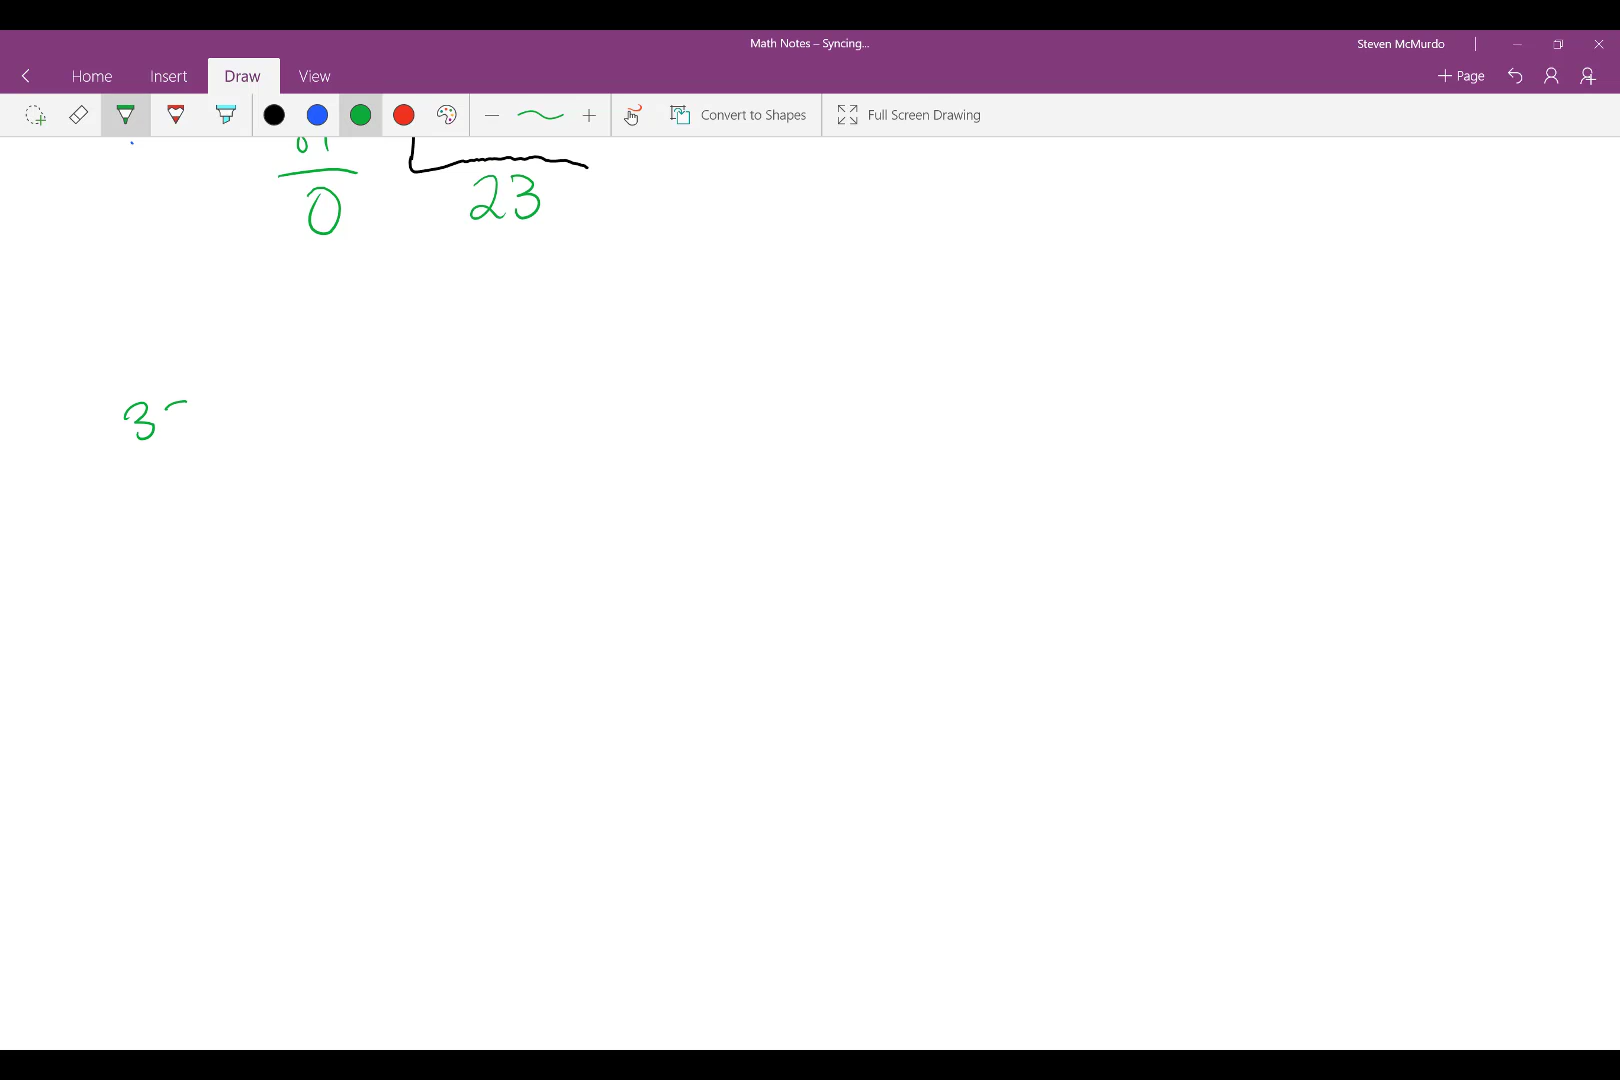 Math Notes – Syncing...
Steven McMurdo
Home Insert Draw View
+ Page
Convert to Shapes
Full Screen Drawing
0 23
3